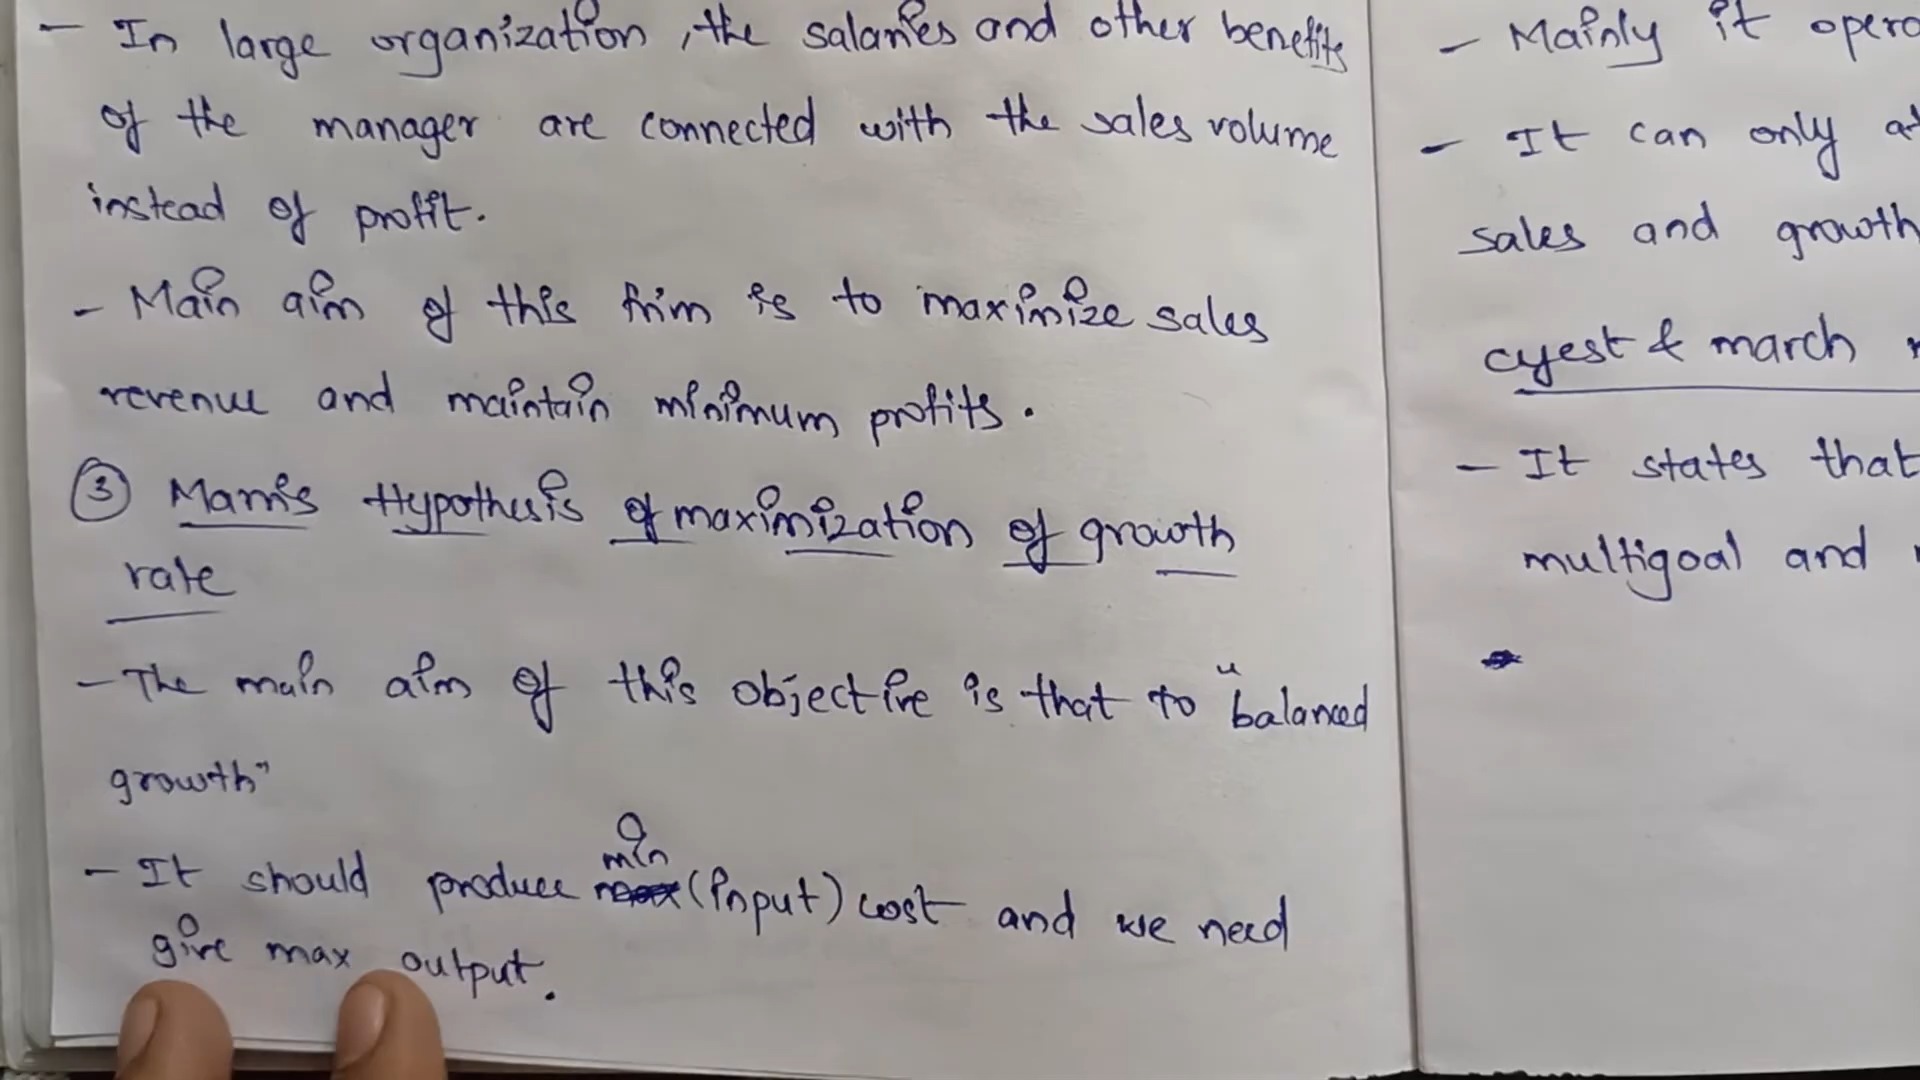 - In large organization, the salaries and other benefits
of the manager are connected with the sales volume
instead of profit.
- Main aim of this frim is to maximize sales
revenue and maintain minimum profits.
③ Marris Hypothesis of maximization of growth
rate
- The main aim of this objective is that to "balanced
growth"
- It should produce min (input) cost and we need
give max output.
- Mainly it
- It can only
sales and growth
cyest & march
- It states that
multigoal and